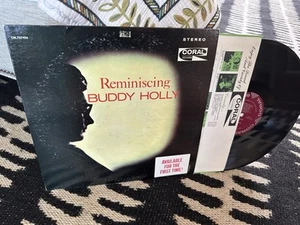 STEREO
CORAL
Reminiscing
BUDDY HOLLY
AVAILABLE
FOR THE
FIRST TIME!
CORAL